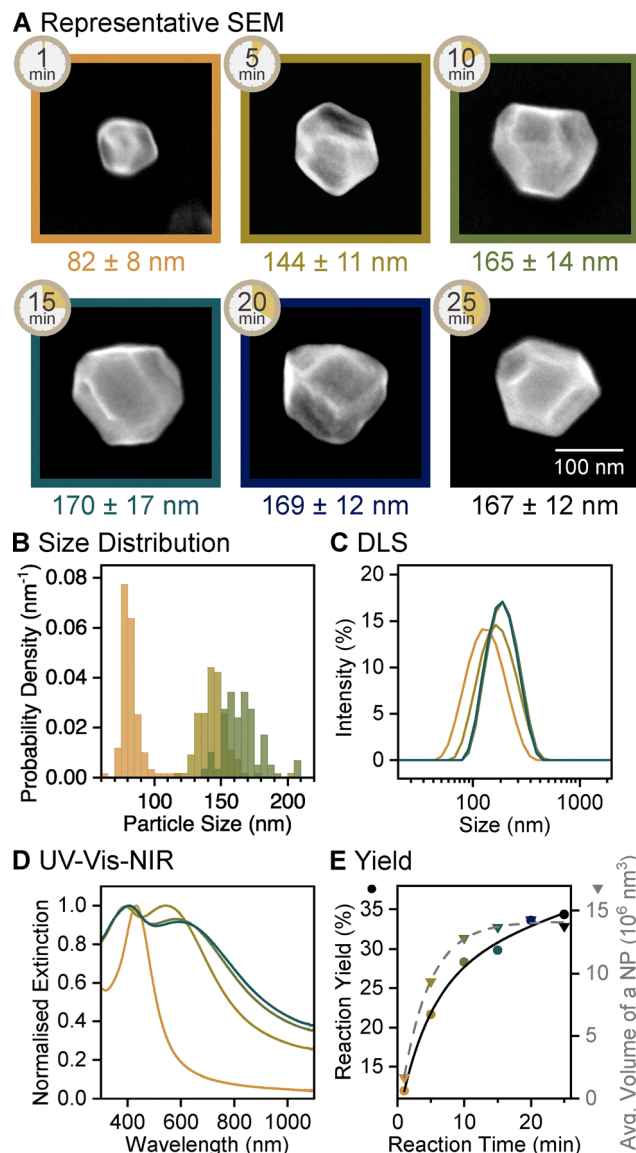 A Representative SEM
1 min
5 min
10 min
82 ± 8 nm
144 ± 11 nm
165 ± 14 nm
15 min
20 min
25 min
100 nm
170 ± 17 nm
169 ± 12 nm
167 ± 12 nm
B Size Distribution
0.08
0.06
0.04
0.02
0.00
Probability Density (nm⁻¹)
100
150
200
Particle Size (nm)
C DLS
20
15
10
5
0
Intensity (%)
100
1000
Size (nm)
D UV-Vis-NIR
1.0
0.8
0.6
0.4
0.2
0.0
Normalised Extinction
400
600
800
1000
Wavelength (nm)
E Yield
35
30
25
20
15
Reaction Yield (%)
15
10
5
0
Avg. Volume of a NP (10⁶ nm³)
0
10
20
Reaction Time (min)